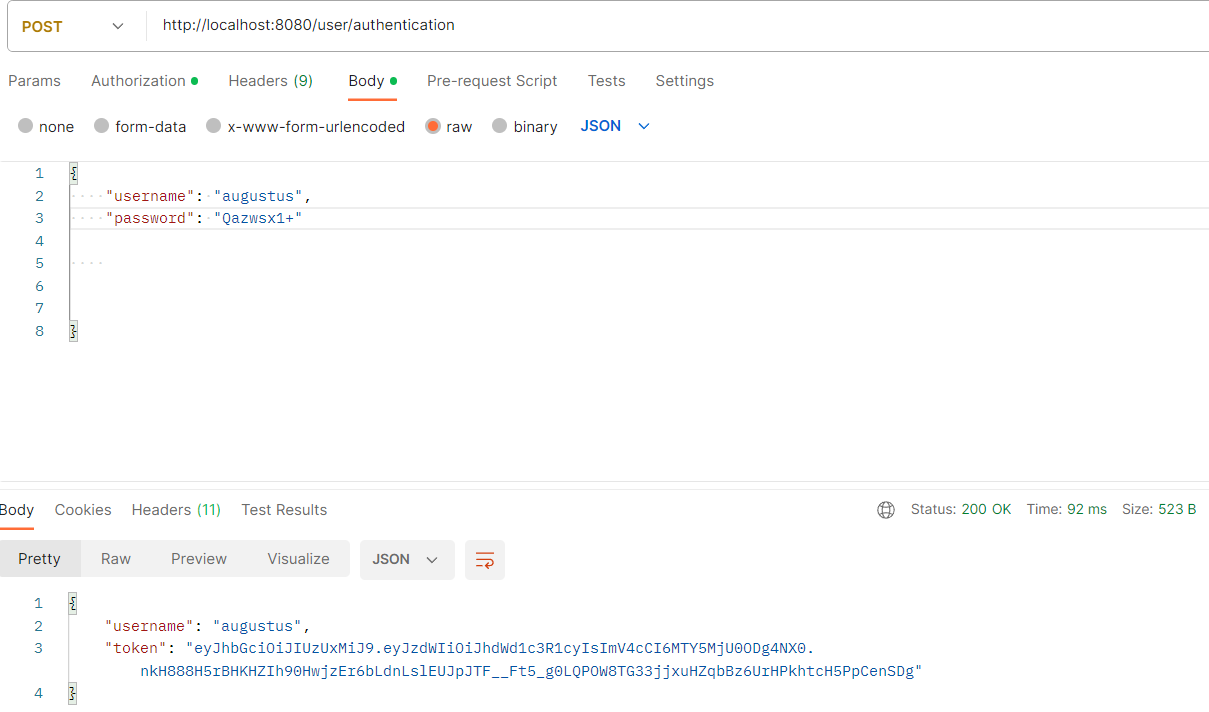 POST http://localhost:8080/user/authentication
Params Authorization Headers (9) Body Pre-request Script Tests Settings
none form-data x-www-form-urlencoded raw binary JSON
1 {
2 "username": "augustus",
3 "password": "Qazwsx1+"
4
5
6
7
8 }
Body Cookies Headers (11) Test Results Status: 200 OK Time: 92 ms Size: 523 B
Pretty Raw Preview Visualize JSON
1 {
2 "username": "augustus",
3 "token": "eyJhbGciOiJIUzUxMiJ9.eyJzdWIiOiJhdWd1c3R1cyIsImV4cCI6MTY5MjU0ODg4NX0.
nkH888H5rBHKHZIh90HwjzEr6bLdnLslEUJpJTF__Ft5_g0LQPOW8TG33jjxuHZqbBz6UrHPkhtcH5PpCenSDg"
4 }